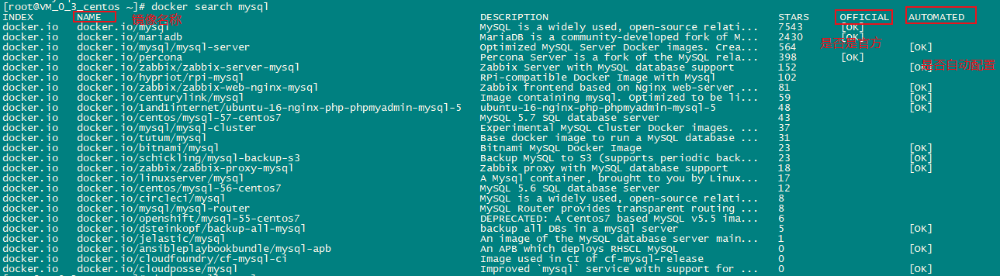 [root@VM_0_3_centos ~]# docker search mysql
INDEX NAME 镜像名称 DESCRIPTION STARS OFFICIAL AUTOMATED
docker.io docker.io/mysql MySQL is a widely used, open-source relati... 7543 [OK]
docker.io docker.io/mariadb MariaDB is a community-developed fork of M... 2430 [OK]
是否是官方
docker.io docker.io/mysql/mysql-server Optimized MySQL Server Docker images. Crea... 564 [OK]
docker.io docker.io/percona Percona Server is a fork of the MySQL rela... 398 [OK]
是否自动配置
docker.io docker.io/zabbix/zabbix-server-mysql Zabbix Server with MySQL database support 152 [OK]
docker.io docker.io/hypriot/rpi-mysql RPi-compatible Docker Image with Mysql 102
docker.io docker.io/zabbix/zabbix-web-nginx-mysql Zabbix frontend based on Nginx web-server ... 81 [OK]
docker.io docker.io/centurylink/mysql Image containing mysql. Optimized to be li... 59 [OK]
docker.io docker.io/1and1internet/ubuntu-16-nginx-php-phpmyadmin-mysql-5 ubuntu-16-nginx-php-phpmyadmin-mysql-5 48 [OK]
docker.io docker.io/centos/mysql-57-centos7 MySQL 5.7 SQL database server 43
docker.io docker.io/mysql/mysql-cluster Experimental MySQL Cluster Docker images. ... 37
docker.io docker.io/tutum/mysql Base docker image to run a MySQL database ... 31
docker.io docker.io/bitnami/mysql Bitnami MySQL Docker Image 23 [OK]
docker.io docker.io/schickling/mysql-backup-s3 Backup MySQL to S3 (supports periodic back... 23 [OK]
docker.io docker.io/zabbix/zabbix-proxy-mysql Zabbix proxy with MySQL database support 18 [OK]
docker.io docker.io/linuxserver/mysql A Mysql container, brought to you by Linux... 17
docker.io docker.io/centos/mysql-56-centos7 MySQL 5.6 SQL database server 12
docker.io docker.io/circleci/mysql MySQL is a widely used, open-source relati... 8
docker.io docker.io/mysql/mysql-router MySQL Router provides transparent routing ... 8
docker.io docker.io/openshift/mysql-55-centos7 DEPRECATED: A Centos7 based MySQL v5.5 ima... 6
docker.io docker.io/dsteinkopf/backup-all-mysql backup all DBs in a mysql server 5 [OK]
docker.io docker.io/jelastic/mysql An image of the MySQL database server main... 1
docker.io docker.io/ansibleplaybookbundle/mysql-apb An APB which deploys RHSCL MySQL 0 [OK]
docker.io docker.io/cloudfoundry/cf-mysql-ci Image used in CI of cf-mysql-release 0
docker.io docker.io/cloudposse/mysql Improved `mysql` service with support for ... 0 [OK]